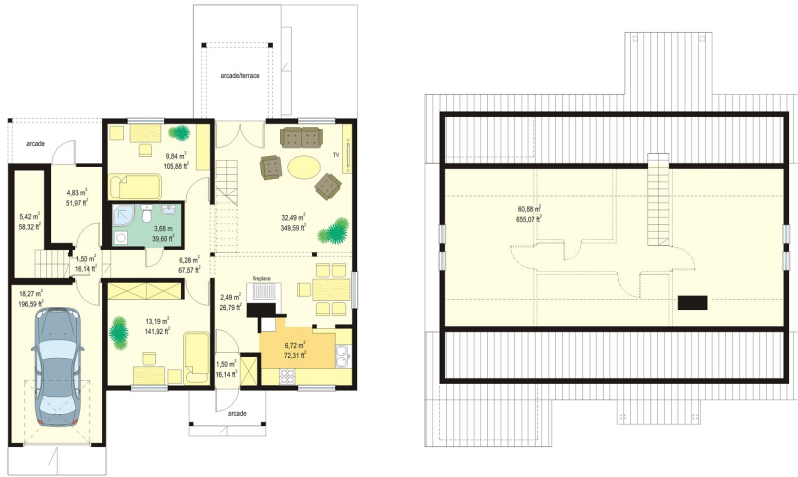 arcade/terrace
arcade
9,84 m²
105,88 ft²
TV
4,83 m²
51,97 ft²
5,42 m²
58,32 ft²
3,68 m
39,60 ft²
32,49 m²
349,59 ft²
1,50 m²
16,14 ft²
6,28 m²
67,57 ft²
fireplace
18,27 m²
196,59 ft²
2,49 m²
26,79 ft²
13,19 m²
141,92 ft²
6,72 m²
72,31 ft²
1,50 m²
16,14 ft²
arcade
60,88 m²
655,07 ft²